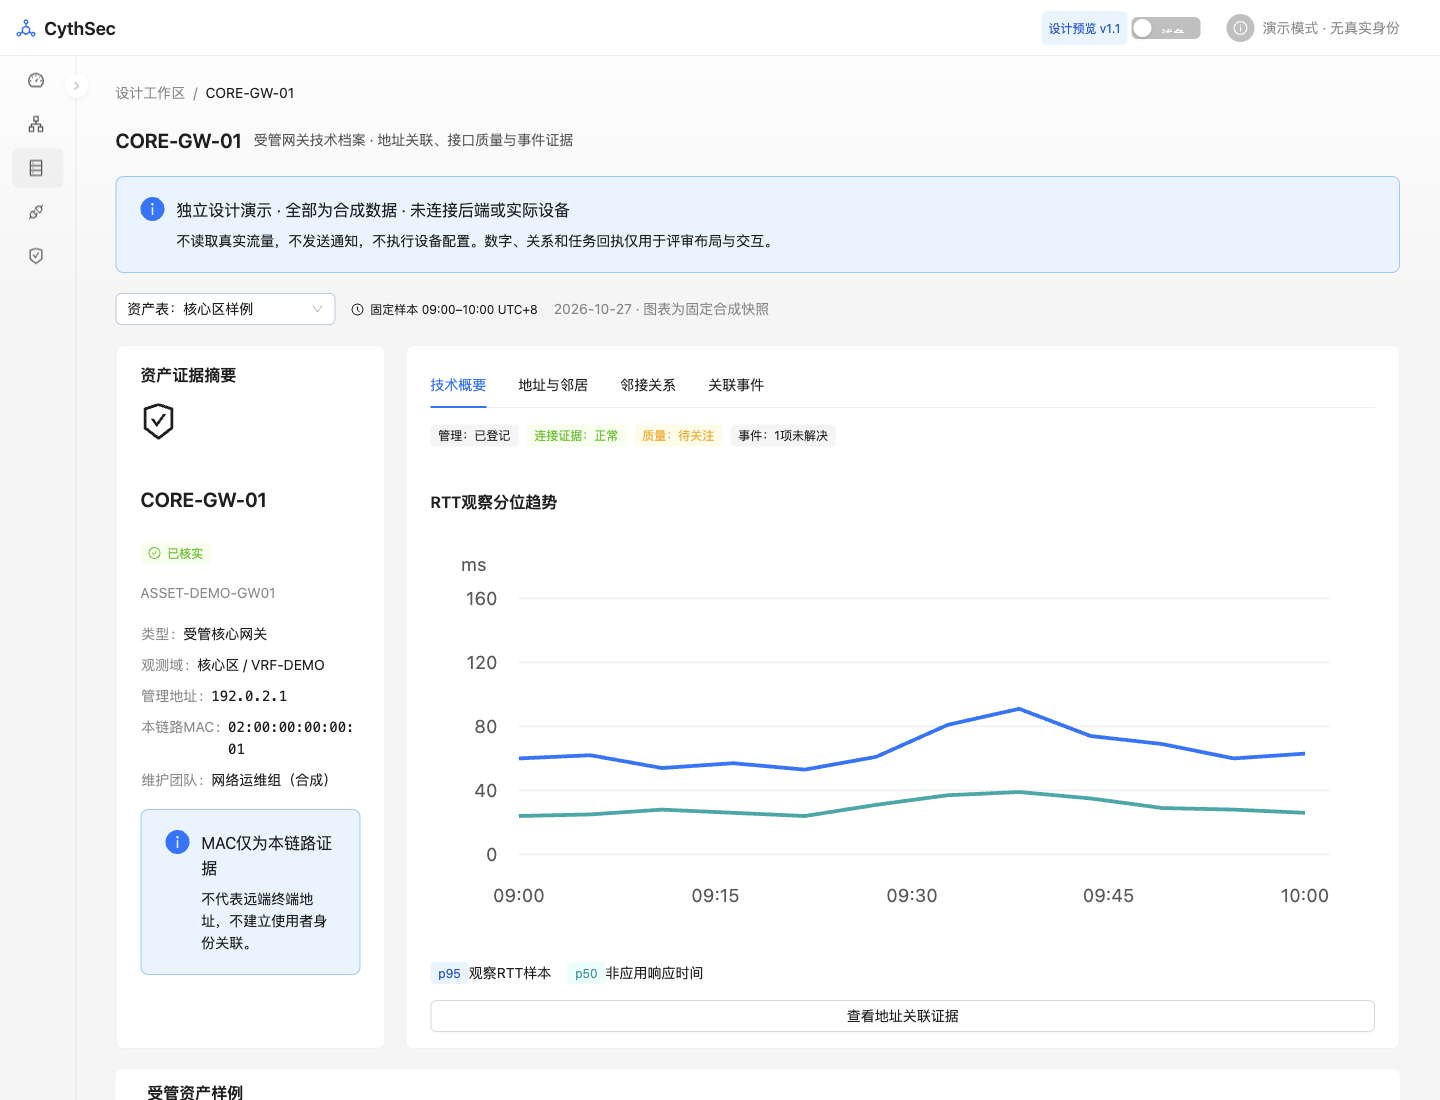 CythSec
设计预览 v1.1
演示模式 · 无真实身份
设计工作区 / CORE-GW-01
CORE-GW-01 受管网关技术档案 · 地址关联、接口质量与事件证据
独立设计演示 · 全部为合成数据 · 未连接后端或实际设备
不读取真实流量，不发送通知，不执行设备配置。数字、关系和任务回执仅用于评审布局与交互。
资产表：核心区样例
固定样本 09:00–10:00 UTC+8
2026-10-27 · 图表为固定合成快照
资产证据摘要
CORE-GW-01
已核实
ASSET-DEMO-GW01
类型：受管核心网关
观测域：核心区 / VRF-DEMO
管理地址：192.0.2.1
本链路MAC：02:00:00:00:00:
01
维护团队：网络运维组（合成）
MAC仅为本链路证
据
不代表远端终端地
址，不建立使用者身
份关联。
技术概要 地址与邻居 邻接关系 关联事件
管理：已登记 连接证据：正常 质量：待关注 事件：1项未解决
RTT观察分位趋势
ms
160
120
80
40
0
09:00 09:15 09:30 09:45 10:00
p95 观察RTT样本 p50 非应用响应时间
查看地址关联证据
受管资产样例